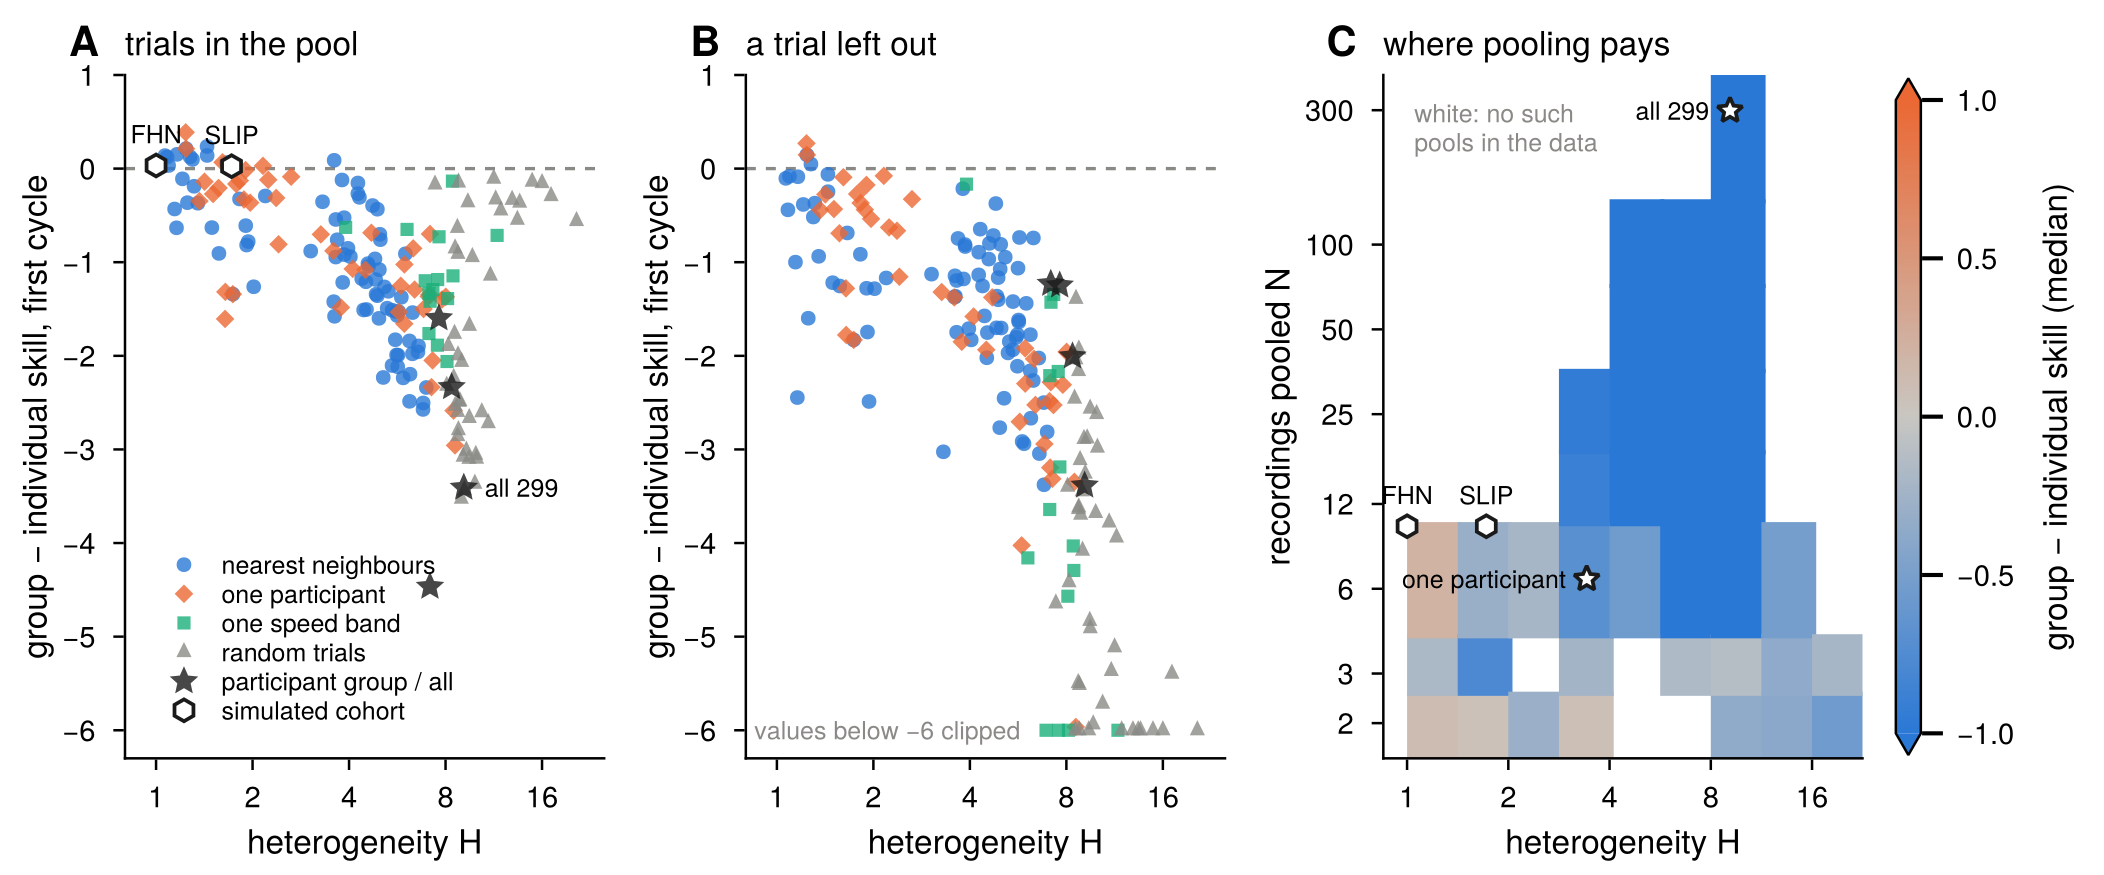 A trials in the pool
group − individual skill, first cycle
1
0
−1
−2
−3
−4
−5
−6
FHN SLIP
all 299
nearest neighbours
one participant
one speed band
random trials
participant group / all
simulated cohort
1 2 4 8 16
heterogeneity H
B a trial left out
group − individual skill, first cycle
1
0
−1
−2
−3
−4
−5
−6
values below −6 clipped
1 2 4 8 16
heterogeneity H
C where pooling pays
recordings pooled N
300
100
50
25
12
6
3
2
white: no such
pools in the data
all 299
FHN SLIP
one participant
1 2 4 8 16
heterogeneity H
1.0
0.5
0.0
−0.5
−1.0
group − individual skill (median)